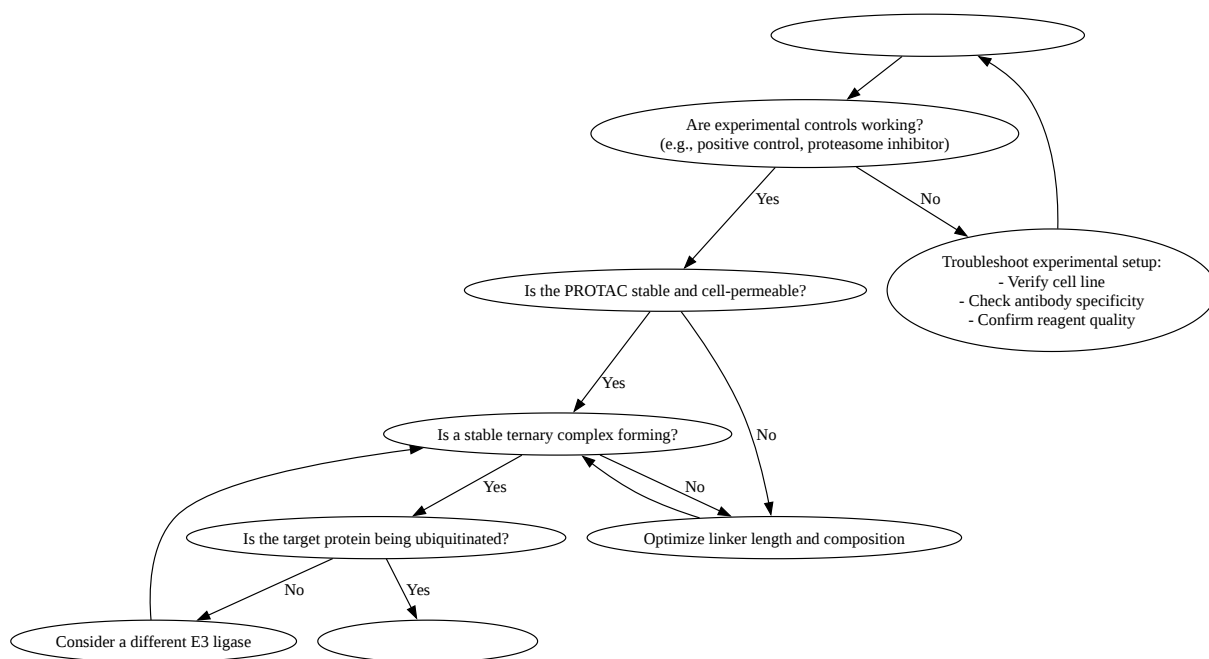 Are experimental controls working?
(e.g., positive control, proteasome inhibitor)
Yes
No
Troubleshoot experimental setup:
- Verify cell line
- Check antibody specificity
- Confirm reagent quality
Is the PROTAC stable and cell-permeable?
Yes
No
Is a stable ternary complex forming?
Yes
No
Is the target protein being ubiquitinated?
Optimize linker length and composition
No
Yes
Consider a different E3 ligase